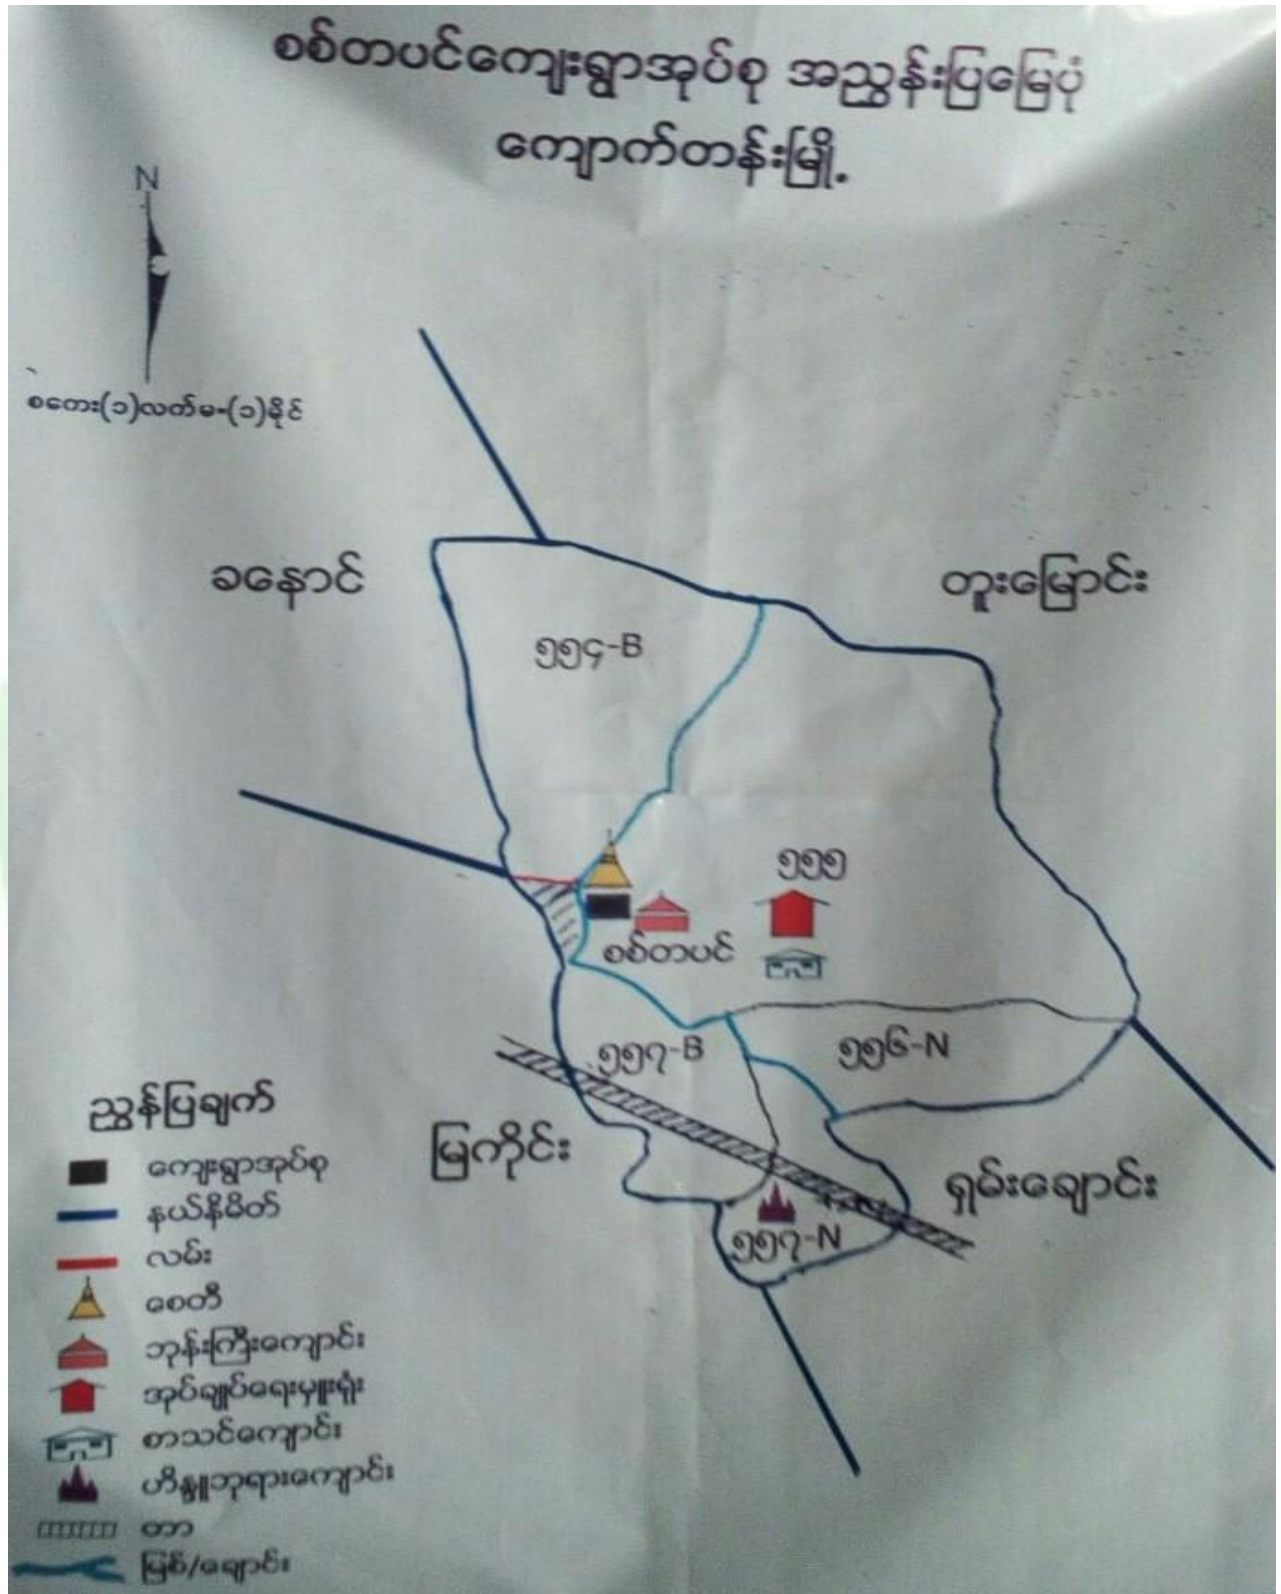 စစ်တပင်ကျေးရွာအုပ်စု အညွှန်းပြမြေပုံ
ကျောက်တန်းမြို့.
N
စကေး(၁)လက်မ-(၁)မိုင်
ခနောင်
တူးမြောင်း
၅၅၄-B
၅၅၅
စစ်တပင်
၅၅၇-B
၅၅၆-N
ညွှန်ပြချက်
မြကိုင်း
ရှမ်းချောင်း
၅၅၇-N
ကျေးရွာအုပ်စု
နယ်နိမိတ်
လမ်း
စေတီ
ဘုန်းကြီးကျောင်း
အုပ်ချုပ်ရေးမှူးရုံး
စာသင်ကျောင်း
ဟိန္ဒူဘုရားကျောင်း
တာ
မြစ်/ချောင်း